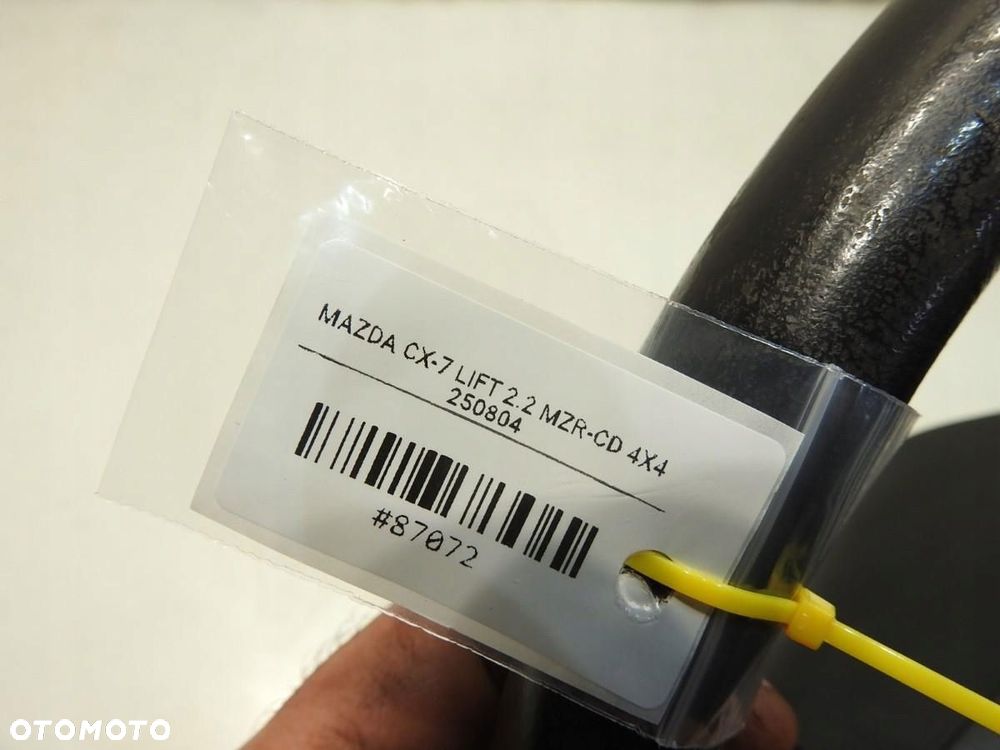 MAZDA CX-7 LIFT 2.2 MZR-CD 4X4
250804
#87072
OTOMOTO